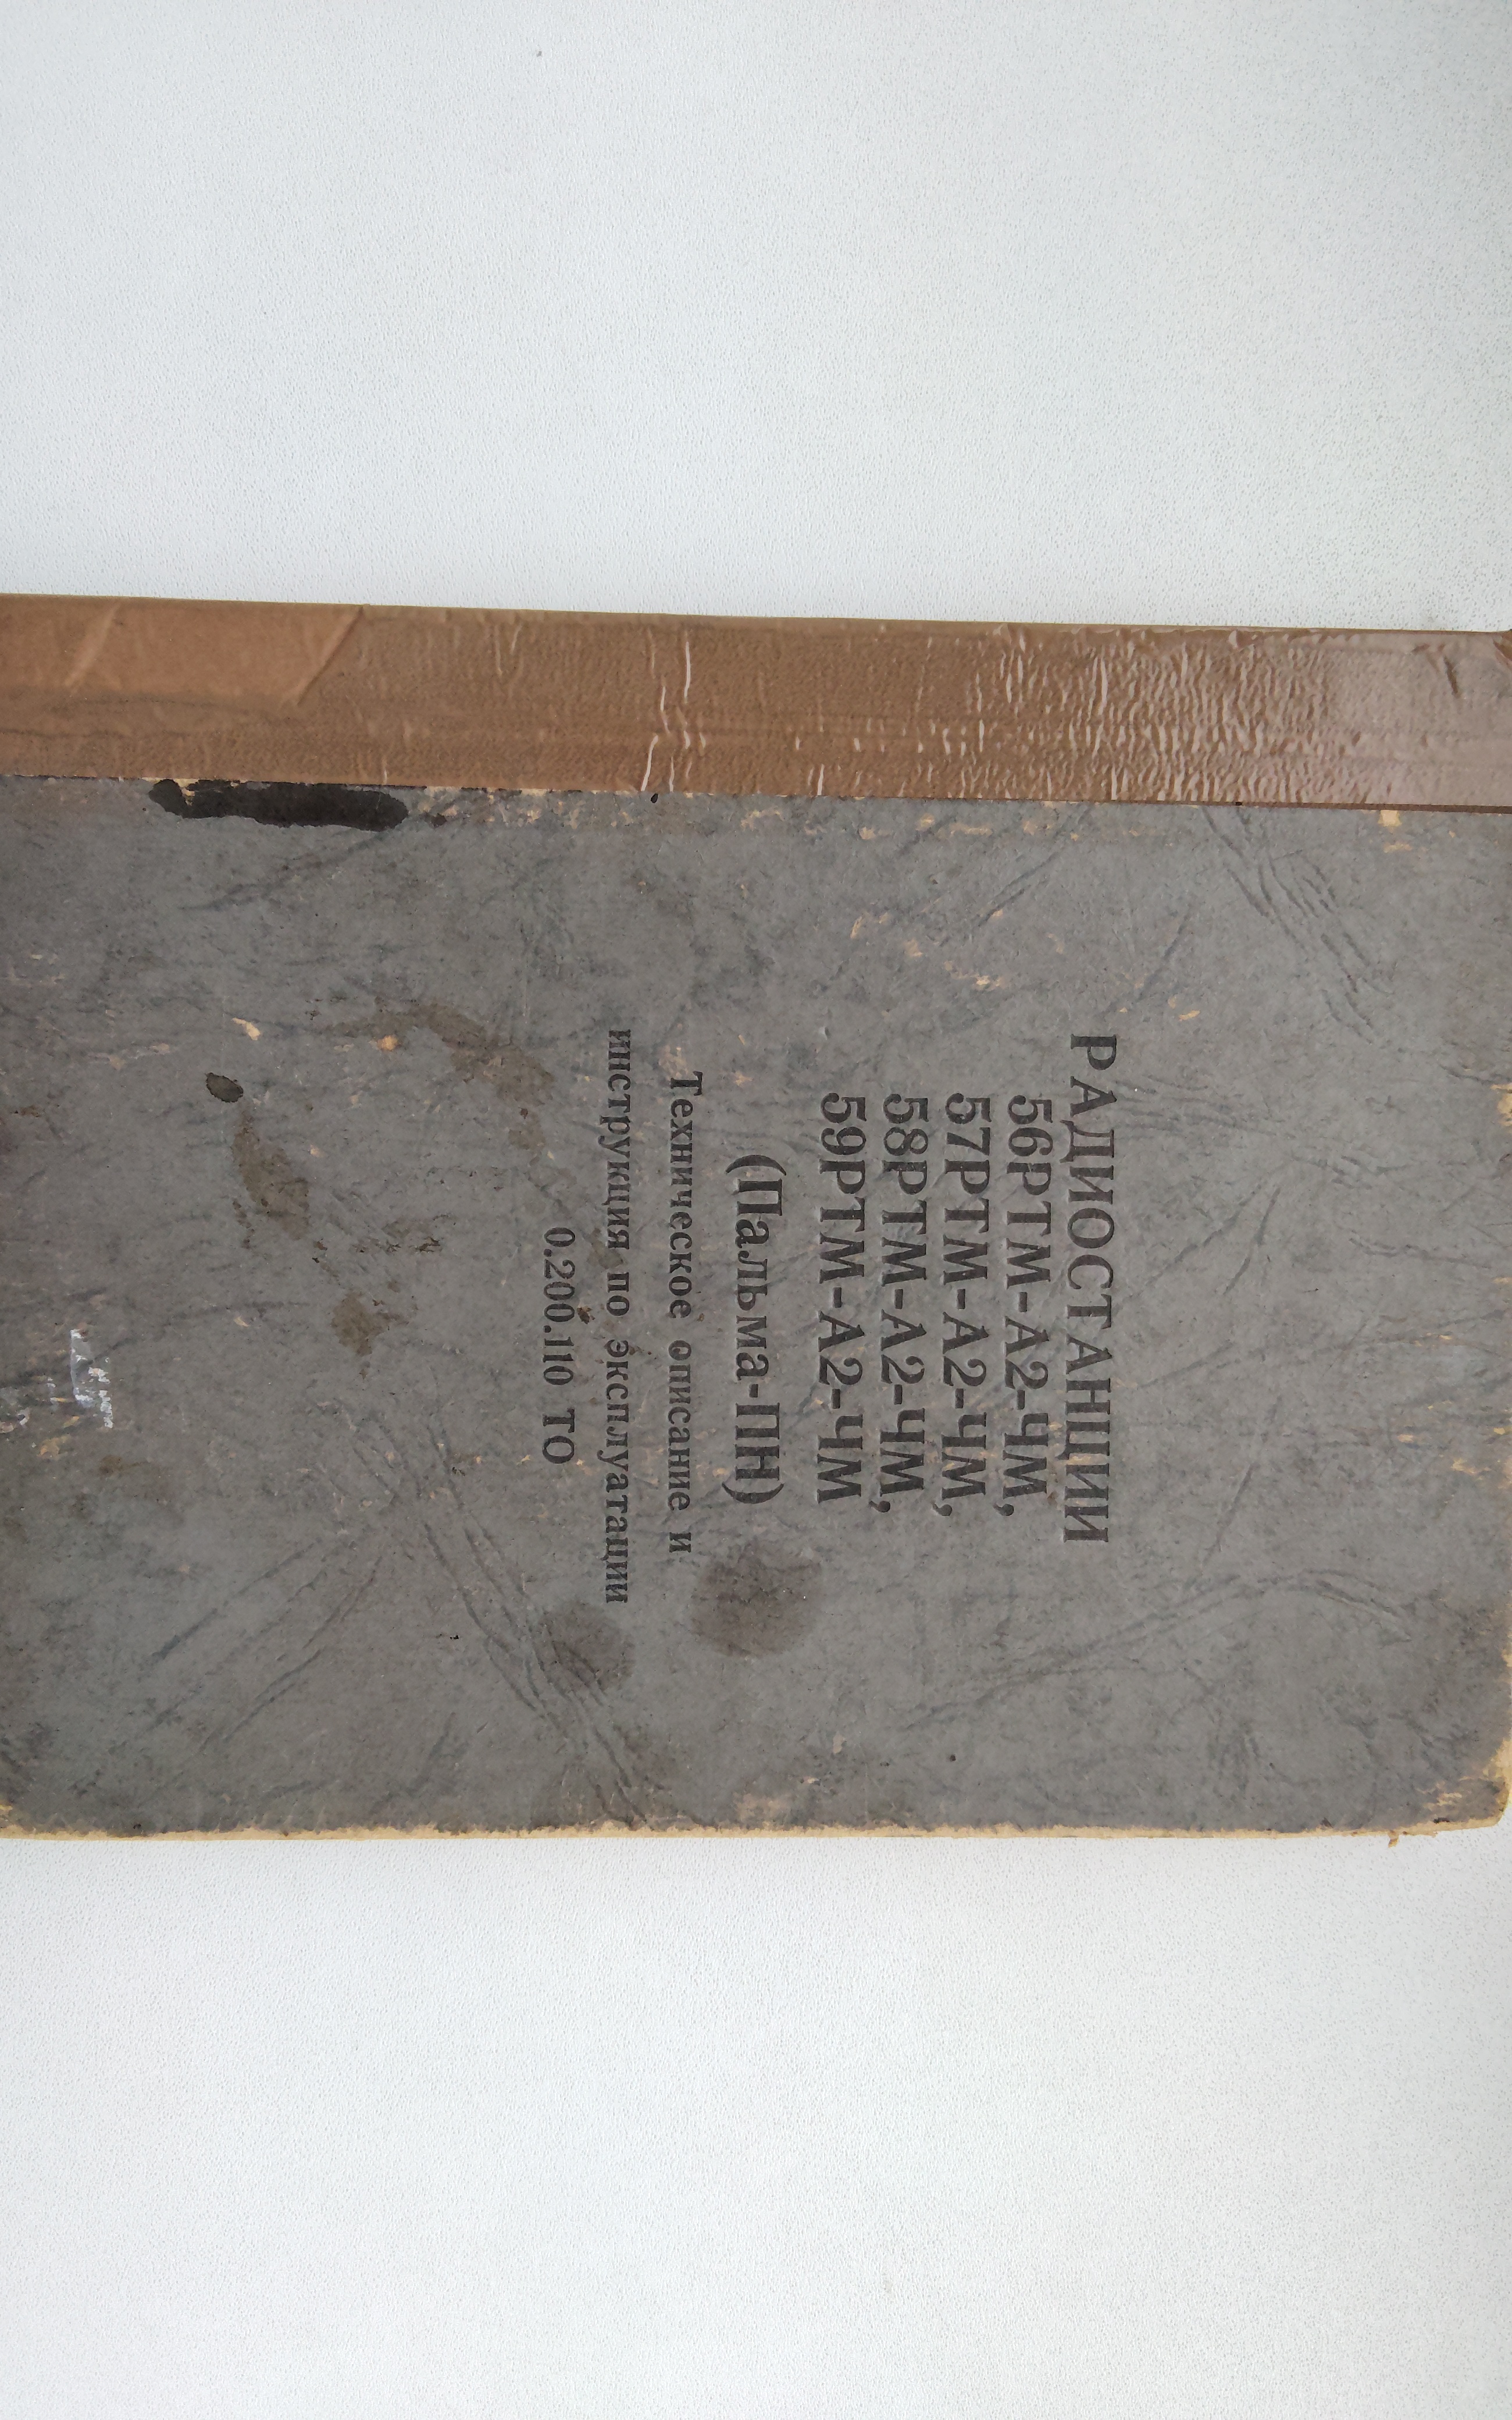 РАДИОСТАНЦИИ
56РТМ-А2-ЧМ,
57РТМ-А2-ЧМ,
58РТМ-А2-ЧМ,
59РТМ-А2-ЧМ
(Пальма-ПН)
Техническое описание и
инструкция по эксплуатации
0.200.110 ТО